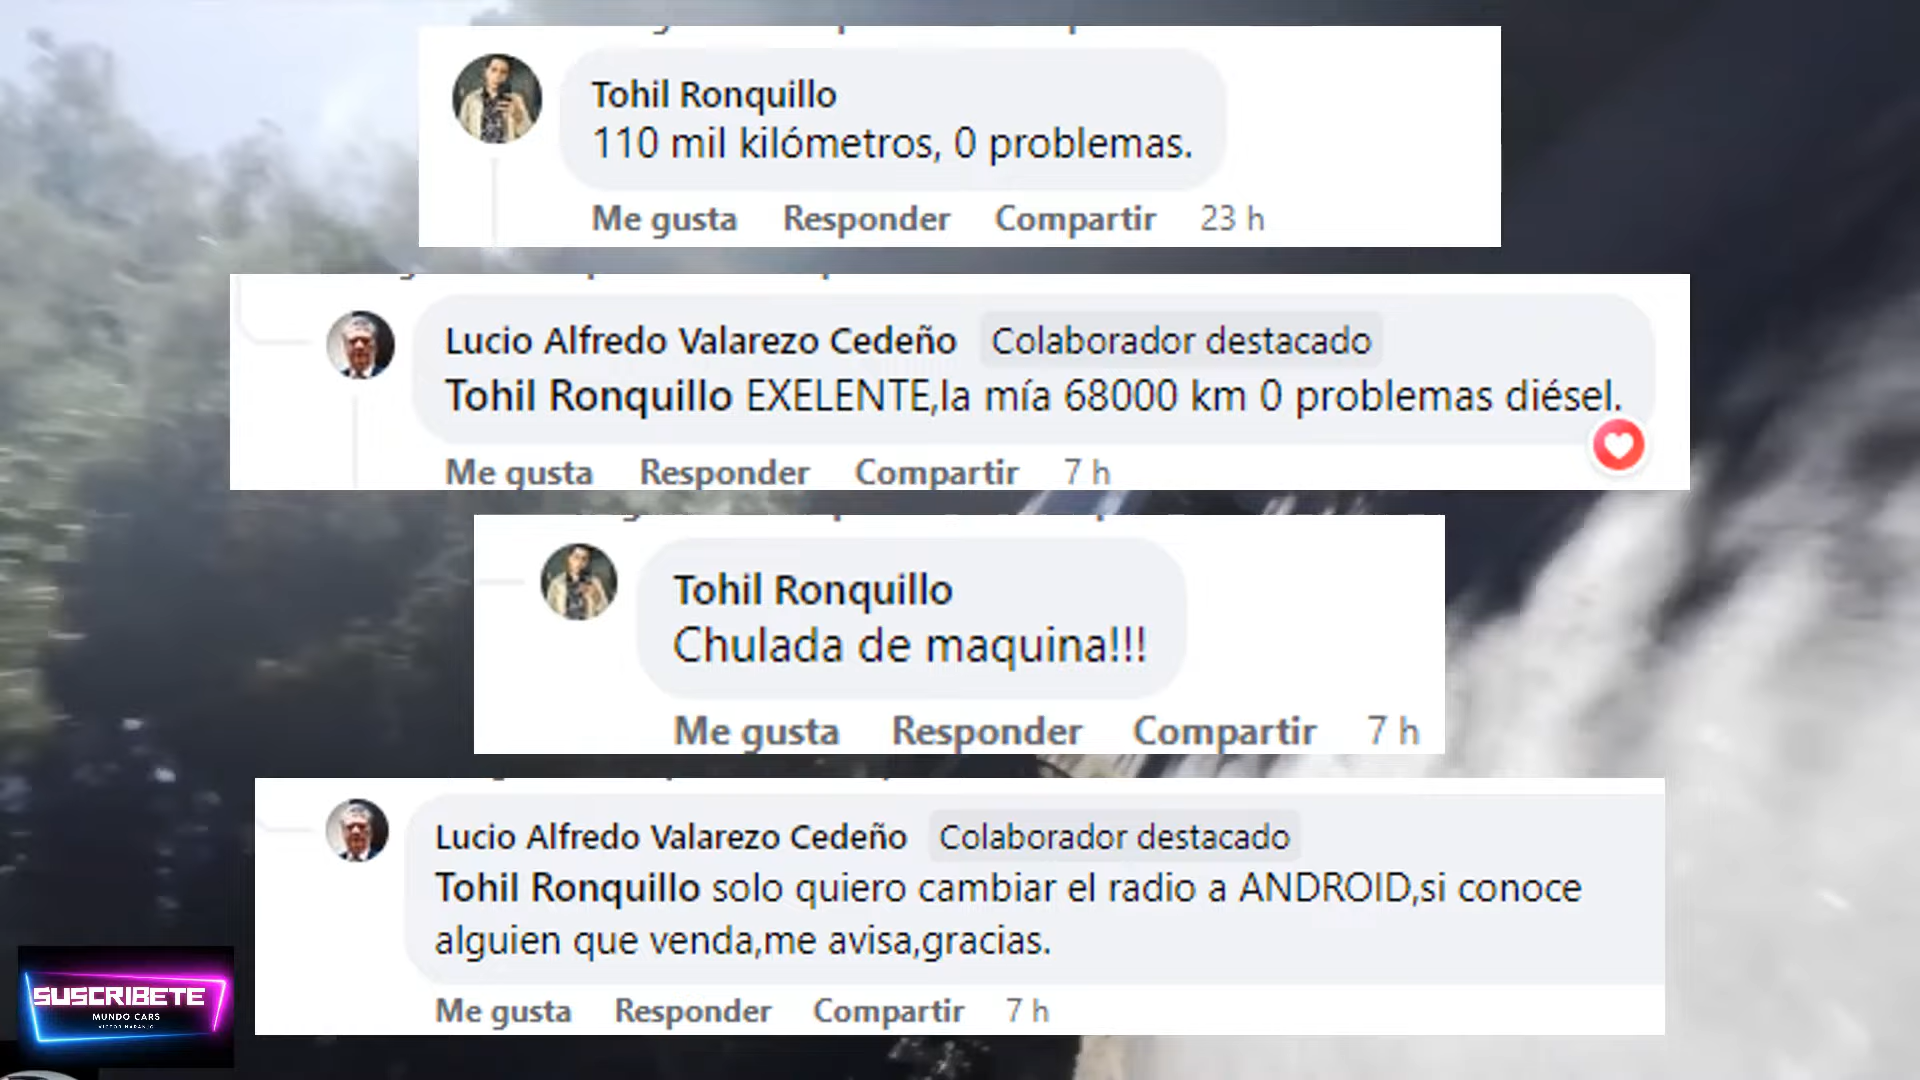 Tohil Ronquillo
110 mil kilómetros, 0 problemas.
Me gusta Responder Compartir 23 h
Lucio Alfredo Valarezo Cedeño Colaborador destacado
Tohil Ronquillo EXELENTE,la mía 68000 km 0 problemas diésel.
Me gusta Responder Compartir 7 h
Tohil Ronquillo
Chulada de maquina!!!
Me gusta Responder Compartir 7 h
Lucio Alfredo Valarezo Cedeño Colaborador destacado
Tohil Ronquillo solo quiero cambiar el radio a ANDROID,si conoce
alguien que venda,me avisa,gracias.
Me gusta Responder Compartir 7 h
SUSCRIBETE
MUNDO CARS